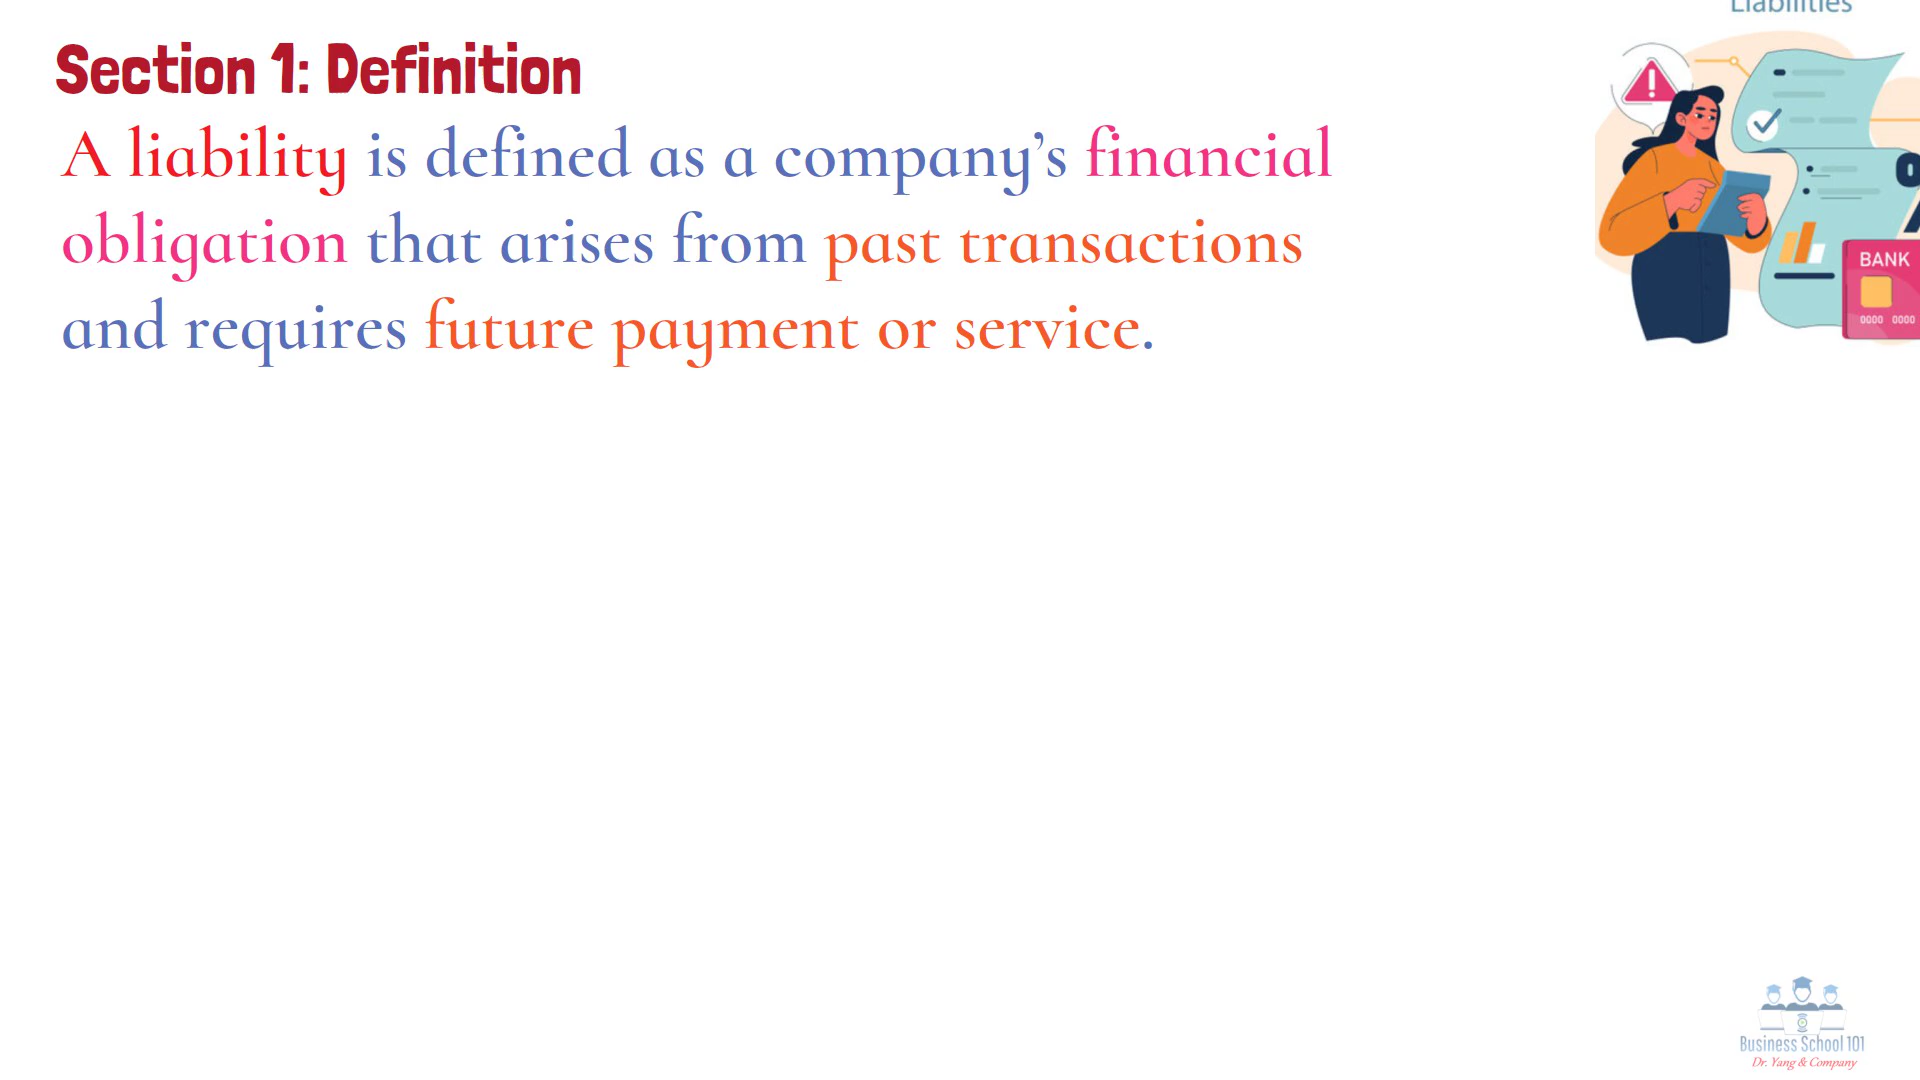 Liabilities
Section 1: Definition
A liability is defined as a company’s financial
obligation that arises from past transactions
and requires future payment or service.
BANK
0000 0000
Business School 101
Dr. Yang & Company